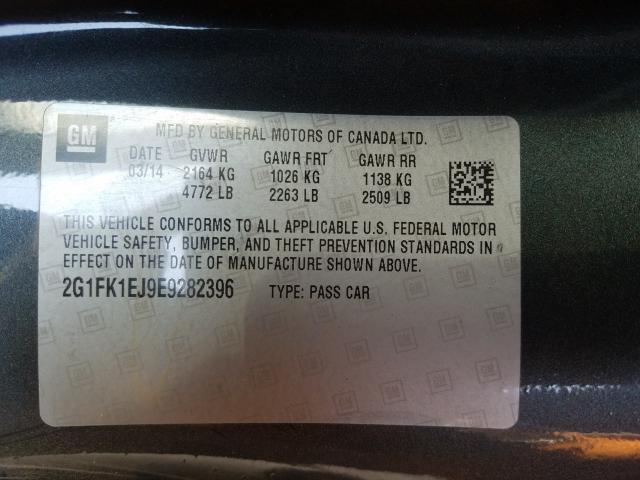 GM MFD BY GENERAL MOTORS OF CANADA LTD.
DATE GVWR GAWR FRT GAWR RR
03/14 2164 KG 1026 KG 1138 KG
4772 LB 2263 LB 2509 LB
THIS VEHICLE CONFORMS TO ALL APPLICABLE U.S. FEDERAL MOTOR
VEHICLE SAFETY, BUMPER, AND THEFT PREVENTION STANDARDS IN
EFFECT ON THE DATE OF MANUFACTURE SHOWN ABOVE.
2G1FK1EJ9E9282396 TYPE: PASS CAR